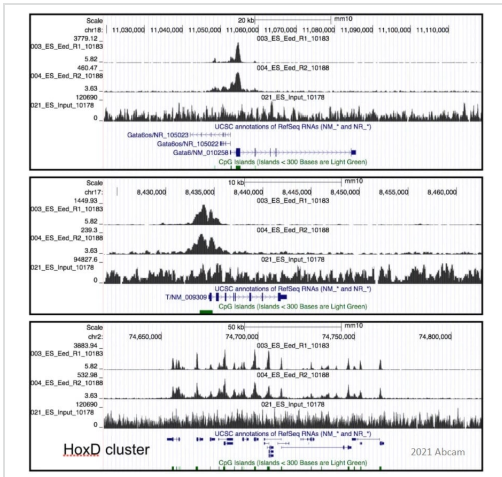 Scale 20 kb mm10
chr18: 11,030,000 11,040,000 11,050,000 11,060,000 11,070,000 11,080,000 11,090,000 11,100,000 11,110,000
3779.12 003_ES_Eed_R1_10183
003_ES_Eed_R1_10183
5.82
480.47 004_ES_Eed_R2_10188
004_ES_Eed_R2_10188
3.63
120690 021_ES_Input_10178
021_ES_Input_10178
0
UCSC annotations of RefSeq RNAs (NM_* and NR_*)
Gata6os/NR_105023
Gata6os/NR_105022
Gata6/NM_010258
CpG Islands (Islands < 300 Bases are Light Green)
Scale 10 kb mm10
chr17: 8,430,000 8,435,000 8,440,000 8,445,000 8,450,000 8,455,000 8,460,000
1449.93 003_ES_Eed_R1_10183
003_ES_Eed_R1_10183
5.82
239.3 004_ES_Eed_R2_10188
004_ES_Eed_R2_10188
3.63
94827.6 021_ES_Input_10178
021_ES_Input_10178
0
UCSC annotations of RefSeq RNAs (NM_* and NR_*)
T/NM_009309
CpG Islands (Islands < 300 Bases are Light Green)
Scale 50 kb mm10
chr2: 74,650,000 74,700,000 74,750,000 74,800,000
3883.94 003_ES_Eed_R1_10183
003_ES_Eed_R1_10183
5.82
532.98 004_ES_Eed_R2_10188
004_ES_Eed_R2_10188
3.63
120690 021_ES_Input_10178
021_ES_Input_10178
0
UCSC annotations of RefSeq RNAs (NM_* and NR_*)
HoxD cluster
2021 Abcam
CpG Islands (Islands < 300 Bases are Light Green)